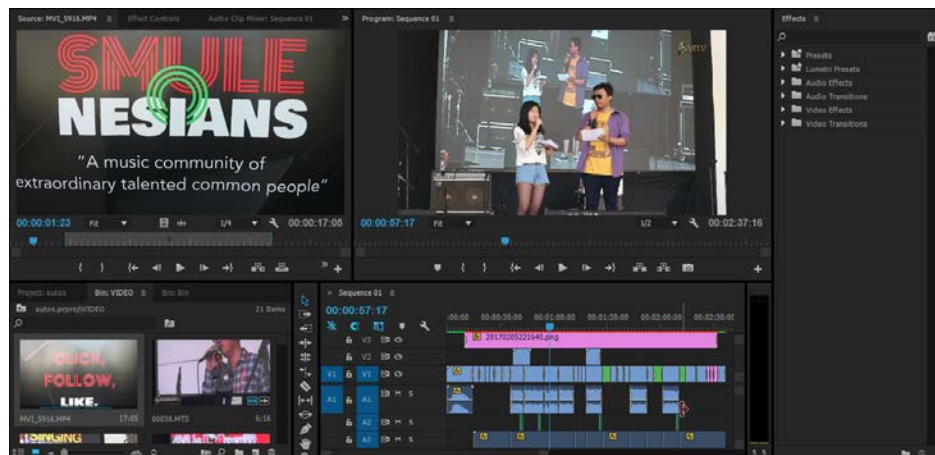 Source: MVI_5916.MP4
Effect Controls
Audio Clip Mixer: Sequence 01
SMULE
NESIANS
"A music community of
extraordinary talented common people"
00:00:01:23
Fit
1/4
00:00:17:05
Program: Sequence 01
00:00:57:17
Fit
1/2
00:02:37:16
Effects
Presets
Lumetri Presets
Audio Effects
Audio Transitions
Video Effects
Video Transitions
Project: autos
Bin: VIDEO
Bin: Bin
autos.prproj\VIDEO
21 Items
CLICK,
FOLLOW,
LIKE.
MVI_5916.MP4
17:05
00038.MTS
6:16
SINGING
Sequence 01
00:00:57:17
:00:00
00:00:30:00
00:01:00:00
00:01:30:00
00:02:00:00
00:02:30:00
V3
fx 20170205221640.png
V2
V1
V1
A1
A1
M S
A2
M S
A3
M S
S S